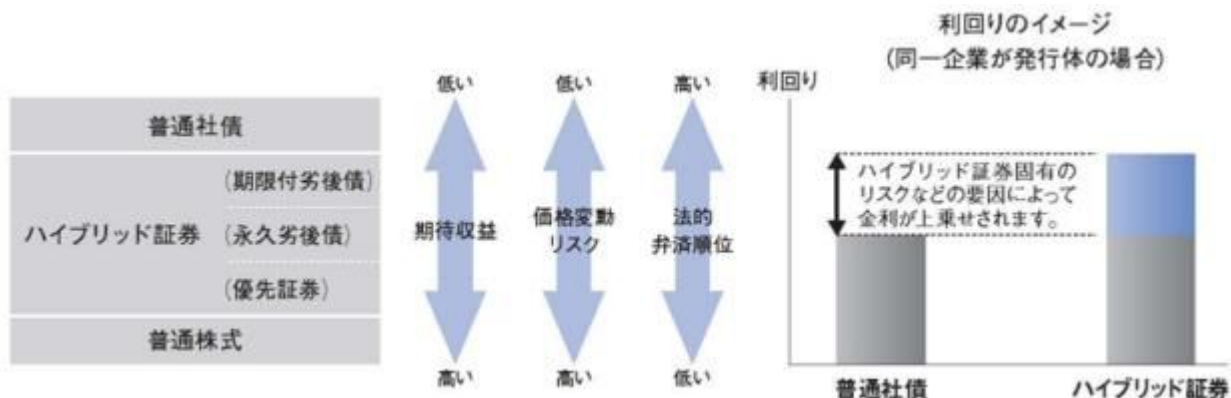 普通社債
ハイブリッド証券
(期限付劣後債)
(永久劣後債)
(優先証券)
普通株式
低い
期待収益
高い
低い
価格変動
リスク
高い
高い
法的
弁済順位
低い
利回りのイメージ
(同一企業が発行体の場合)
利回り
ハイブリッド証券固有の
リスクなどの要因によって
金利が上乗せされます。
普通社債
ハイブリッド証券